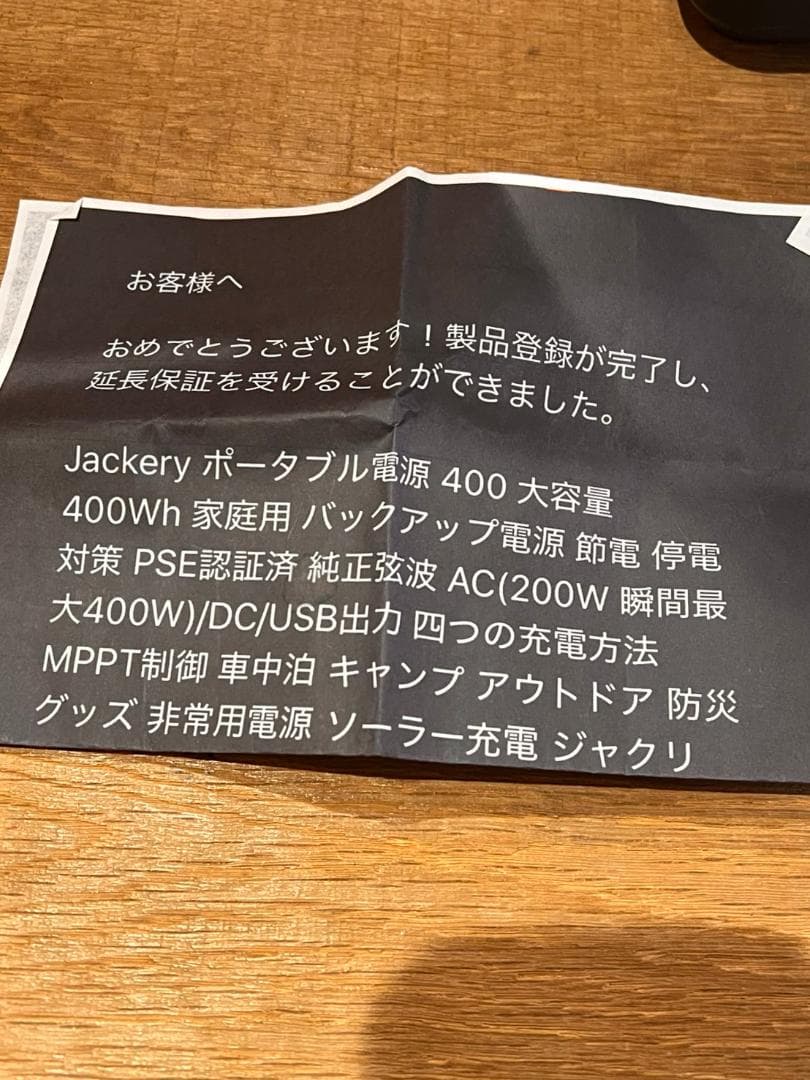 お客様へ
おめでとうございます！製品登録が完了し、
延長保証を受けることができました。
Jackery ポータブル電源 400 大容量
400Wh 家庭用 バックアップ電源 節電 停電
対策 PSE認証済 純正弦波 AC(200W 瞬間最
大400W)/DC/USB出力 四つの充電方法
MPPT制御 車中泊 キャンプ アウトドア 防災
グッズ 非常用電源 ソーラー充電 ジャクリ